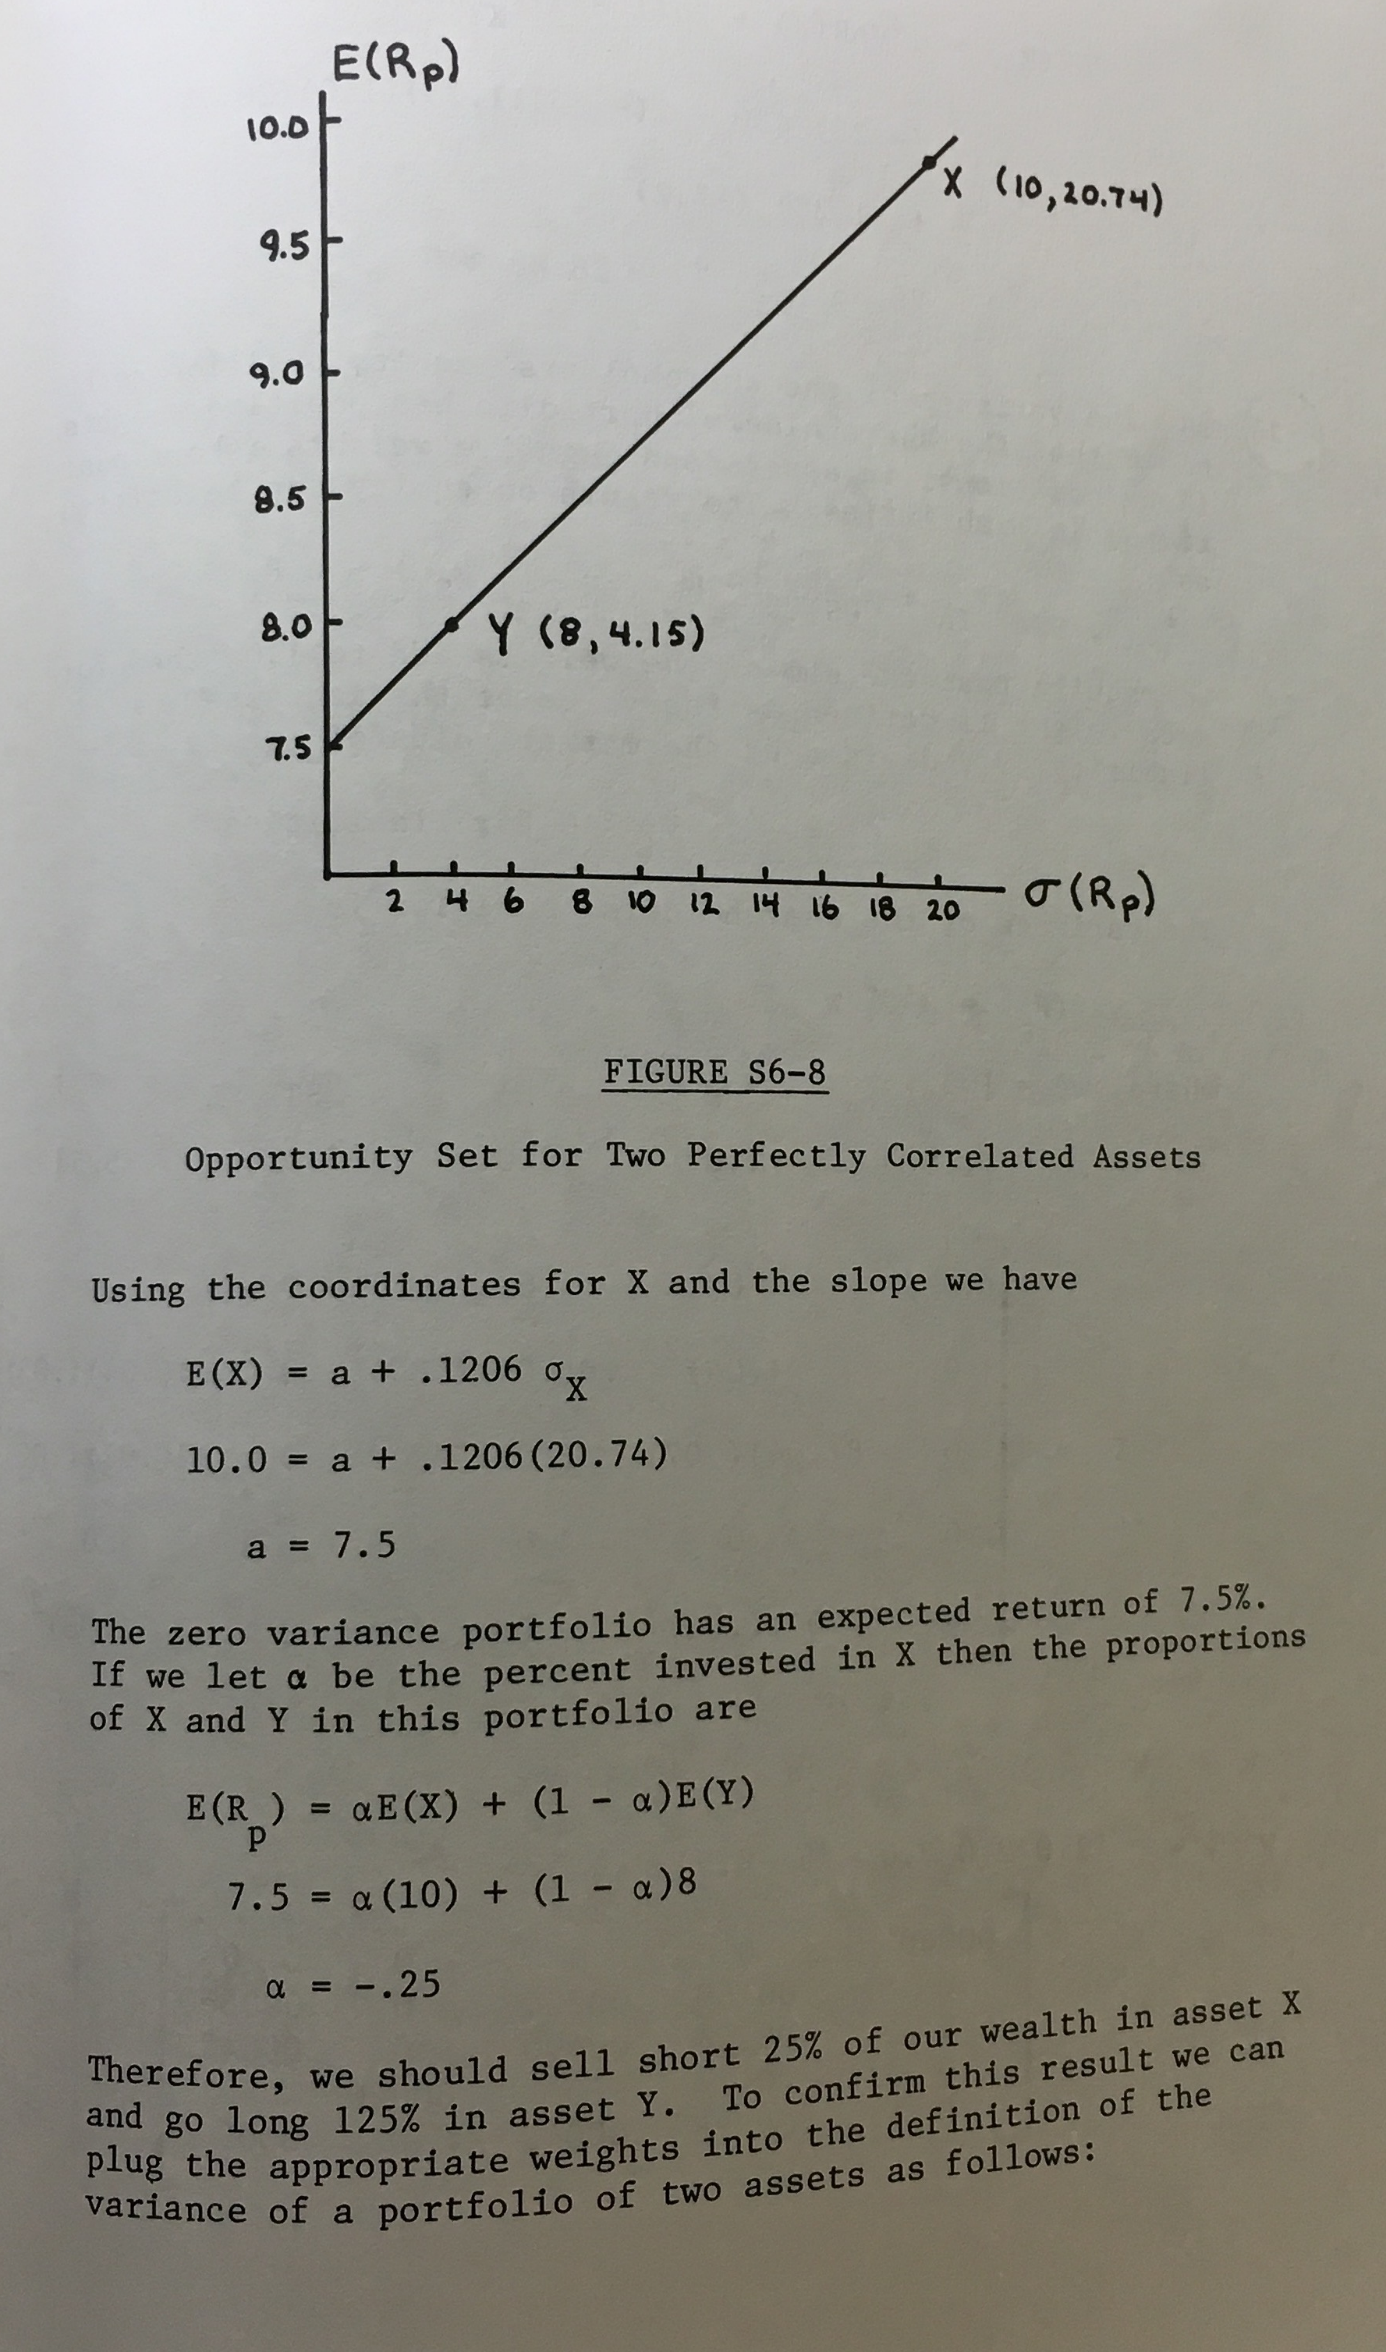 E(Rp)
10.0
X (10,20.74)
9.5
9.0
8.5
8.0
Y (8,4.15)
7.5
2 4 6 8 10 12 14 16 18 20
σ(Rp)
FIGURE S6-8
Opportunity Set for Two Perfectly Correlated Assets
Using the coordinates for X and the slope we have
E(X) = a + .1206 σX
10.0 = a + .1206(20.74)
a = 7.5
The zero variance portfolio has an expected return of 7.5%.
If we let α be the percent invested in X then the proportions
of X and Y in this portfolio are
E(Rp) = αE(X) + (1 - α)E(Y)
7.5 = α(10) + (1 - α)8
α = -.25
Therefore, we should sell short 25% of our wealth in asset X
and go long 125% in asset Y. To confirm this result we can
plug the appropriate weights into the definition of the
variance of a portfolio of two assets as follows: